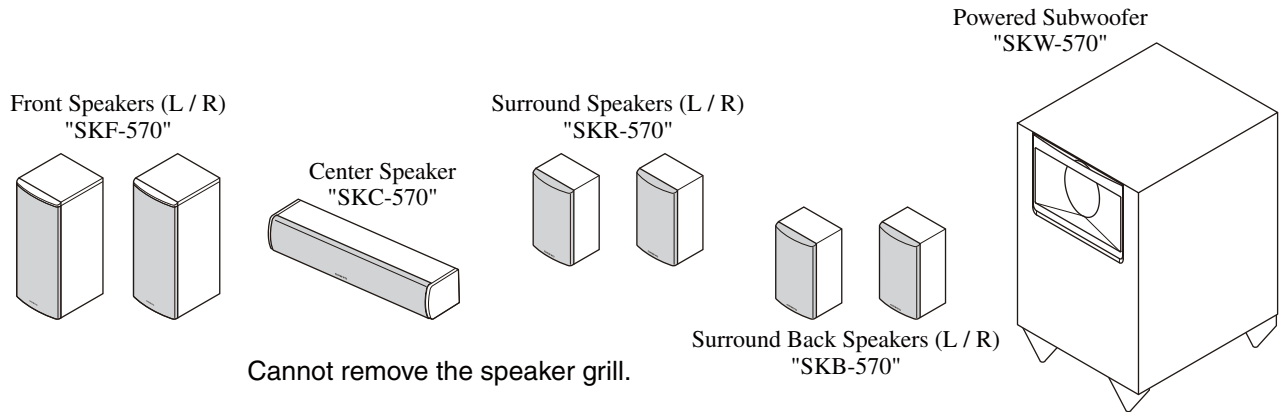 Powered Subwoofer
"SKW-570"
Front Speakers (L / R)
"SKF-570"
Surround Speakers (L / R)
"SKR-570"
Center Speaker
"SKC-570"
Surround Back Speakers (L / R)
"SKB-570"
Cannot remove the speaker grill.